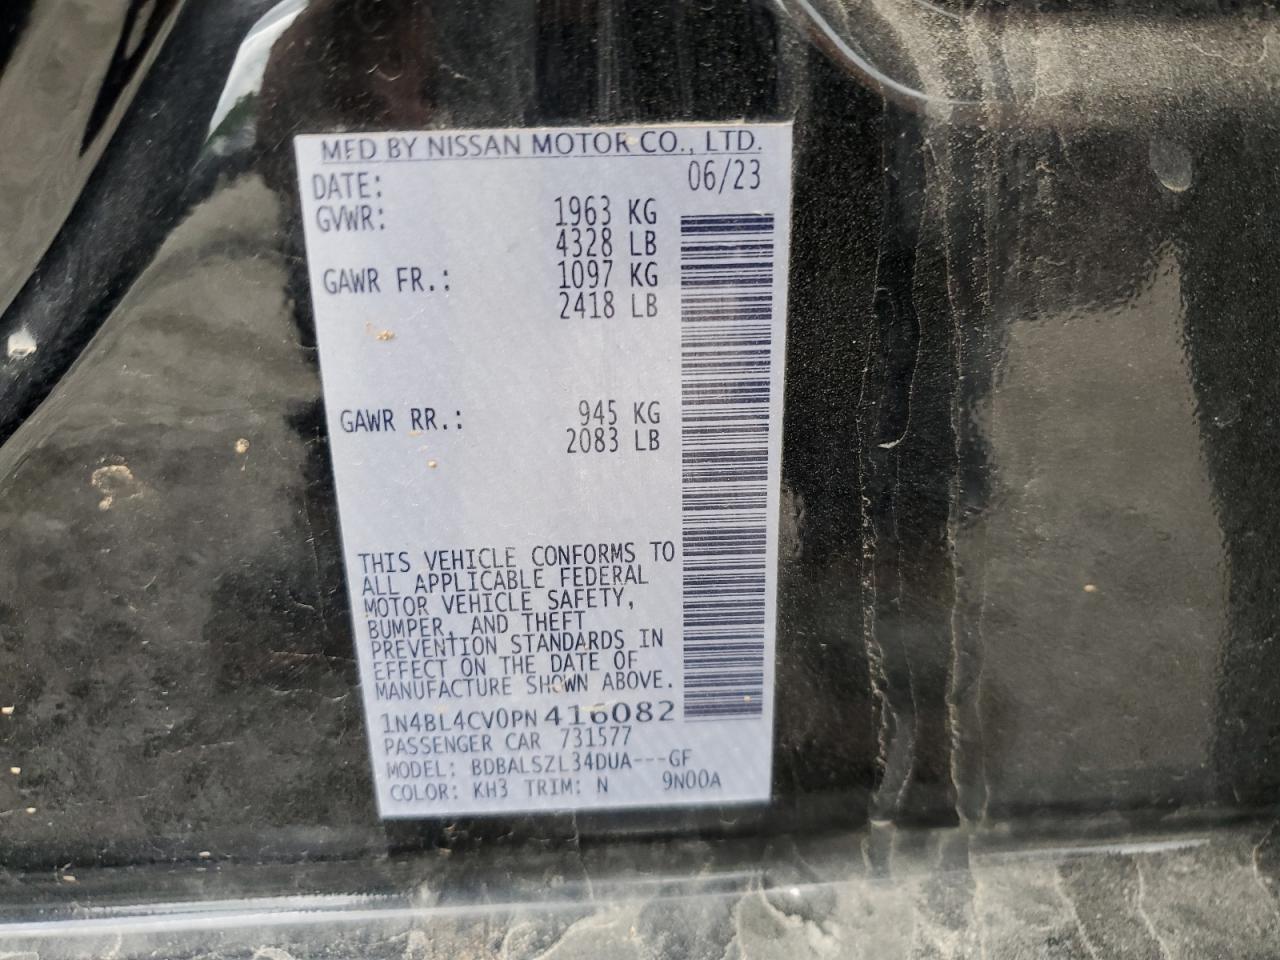 MFD BY NISSAN MOTOR CO., LTD.
DATE: 06/23
GVWR: 1963 KG
4328 LB
GAWR FR.: 1097 KG
2418 LB
GAWR RR.: 945 KG
2083 LB
THIS VEHICLE CONFORMS TO
ALL APPLICABLE FEDERAL
MOTOR VEHICLE SAFETY,
BUMPER, AND THEFT
PREVENTION STANDARDS IN
EFFECT ON THE DATE OF
MANUFACTURE SHOWN ABOVE.
1N4BL4CV0PN416082
PASSENGER CAR 731577
MODEL: BDBALSZL34DUA---GF
COLOR: KH3 TRIM: N 9N00A